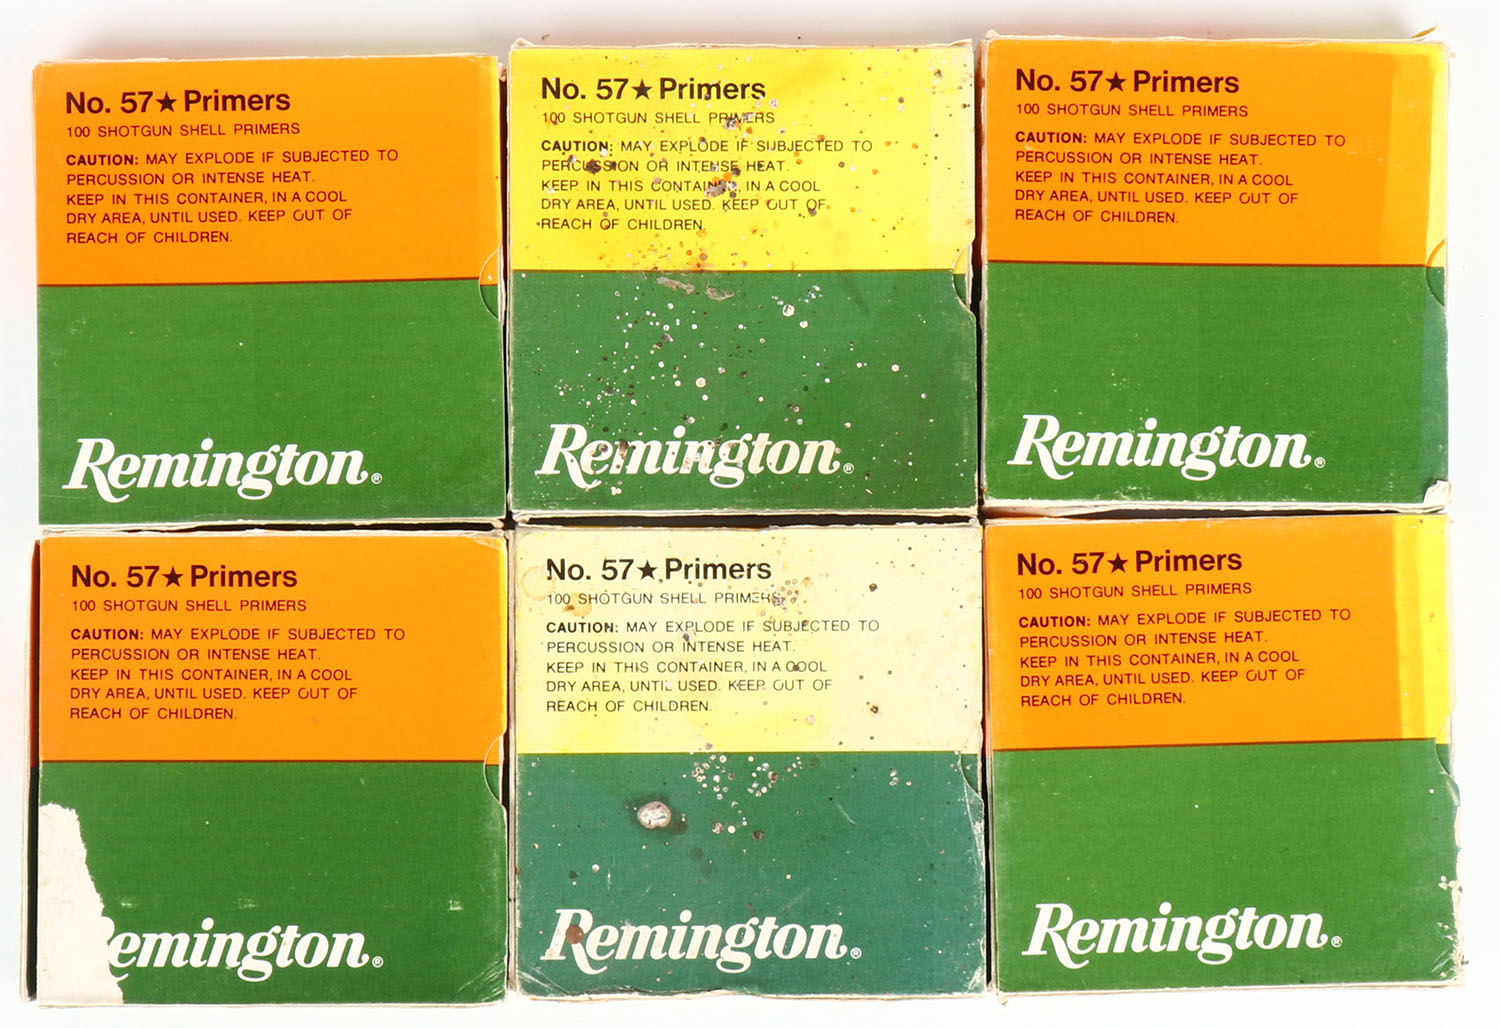 No. 57★Primers
100 SHOTGUN SHELL PRIMERS
CAUTION: MAY EXPLODE IF SUBJECTED TO
PERCUSSION OR INTENSE HEAT.
KEEP IN THIS CONTAINER, IN A COOL
DRY AREA, UNTIL USED. KEEP OUT OF
REACH OF CHILDREN.
Remington®
No. 57★Primers
100 SHOTGUN SHELL PRIMERS
CAUTION: MAY EXPLODE IF SUBJECTED TO
PERCUSSION OR INTENSE HEAT.
KEEP IN THIS CONTAINER, IN A COOL
DRY AREA, UNTIL USED. KEEP OUT OF
REACH OF CHILDREN.
Remington®
No. 57★Primers
100 SHOTGUN SHELL PRIMERS
CAUTION: MAY EXPLODE IF SUBJECTED TO
PERCUSSION OR INTENSE HEAT.
KEEP IN THIS CONTAINER, IN A COOL
DRY AREA, UNTIL USED. KEEP OUT OF
REACH OF CHILDREN.
Remington®
No. 57★Primers
100 SHOTGUN SHELL PRIMERS
CAUTION: MAY EXPLODE IF SUBJECTED TO
PERCUSSION OR INTENSE HEAT.
KEEP IN THIS CONTAINER, IN A COOL
DRY AREA, UNTIL USED. KEEP OUT OF
REACH OF CHILDREN.
emington®
No. 57★Primers
100 SHOTGUN SHELL PRIMERS
CAUTION: MAY EXPLODE IF SUBJECTED TO
PERCUSSION OR INTENSE HEAT.
KEEP IN THIS CONTAINER, IN A COOL
DRY AREA, UNTIL USED. KEEP OUT OF
REACH OF CHILDREN.
Remington®
No. 57★Primers
100 SHOTGUN SHELL PRIMERS
CAUTION: MAY EXPLODE IF SUBJECTED TO
PERCUSSION OR INTENSE HEAT.
KEEP IN THIS CONTAINER, IN A COOL
DRY AREA, UNTIL USED. KEEP OUT OF
REACH OF CHILDREN.
Remington®